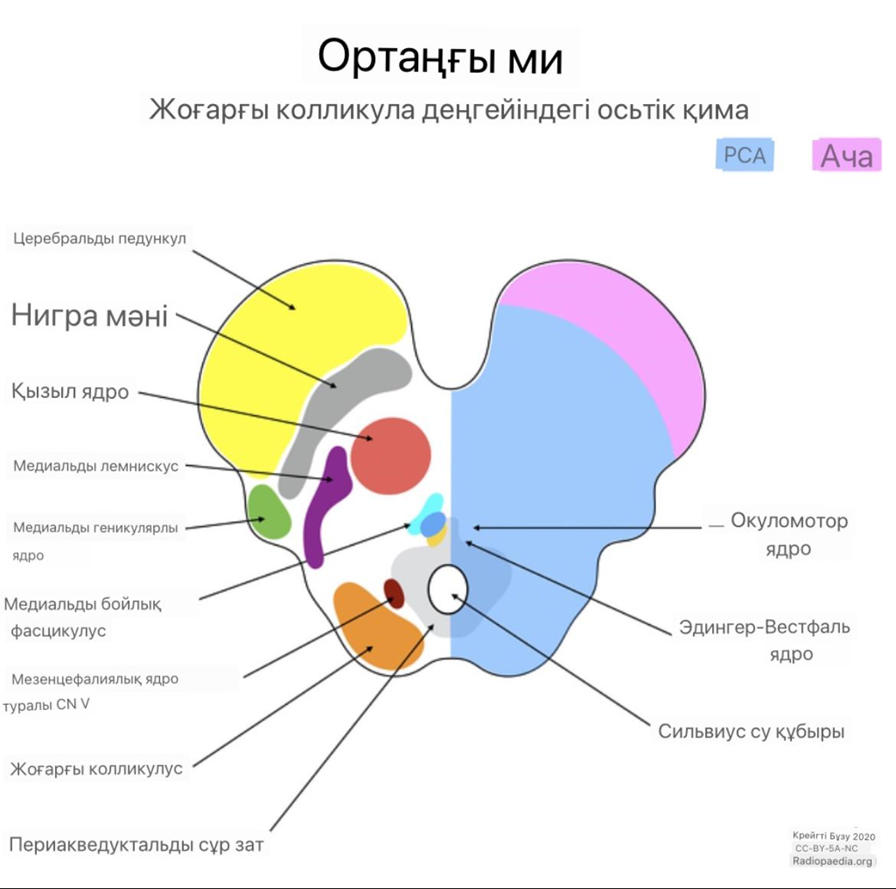 Ортаңғы ми
Жоғарғы колликула деңгейіндегі осьтік қима
PCA Ача
Церебральды педункул
Нигра мәні
Қызыл ядро
Медиальды лемнискус
Медиальды геникулярлы
ядро
Медиальды бойлық
фасцикулус
Мезенцефалиялық ядро
туралы CN V
Жоғарғы колликулус
Периакведуктальды сұр зат
Окуломотор
ядро
Эдингер-Вестфаль
ядро
Сильвиус су құбыры
Крейгті Бұзу 2020
CC-BY-5A-NC
Radiopaedia.org